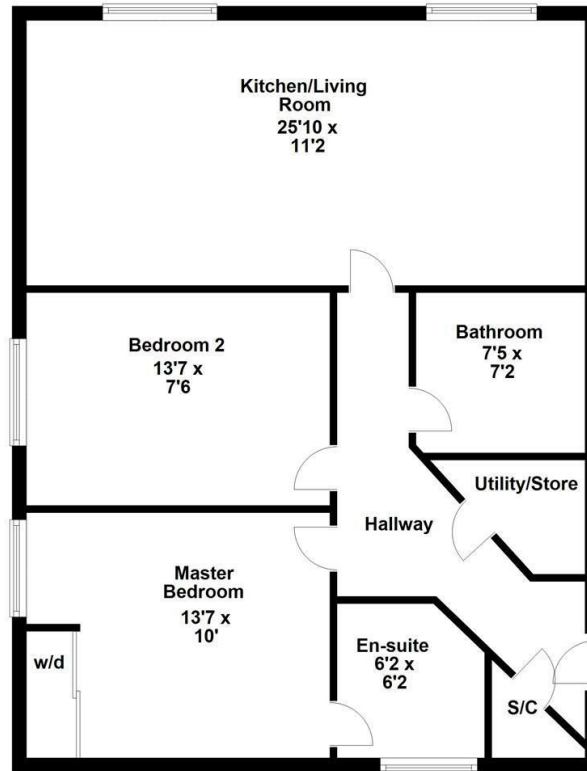 Kitchen/Living
Room
25'10 x
11'2
Bedroom 2
13'7 x
7'6
Bathroom
7'5 x
7'2
Utility/Store
Hallway
Master
Bedroom
13'7 x
10'
w/d
En-suite
6'2 x
6'2
S/C